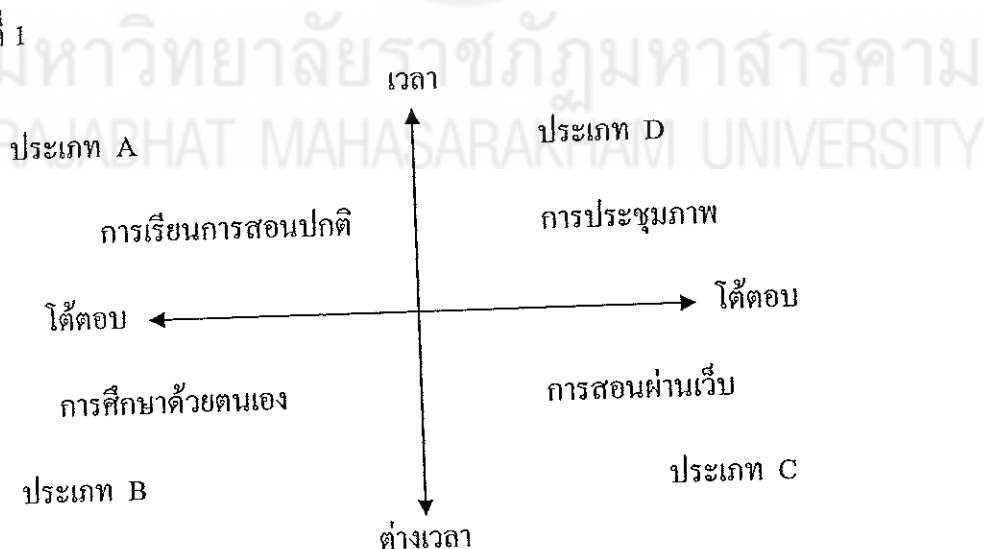 ที่ 1
มหาวิทยาลัยราชภัฏมหาสารคาม
RAJABHAT MAHASARAKHAM UNIVERSITY
เวลา
ประเภท A
ประเภท D
การเรียนการสอนปกติ
การประชุมภาพ
โต้ตอบ
โต้ตอบ
การศึกษาด้วยตนเอง
การสอนผ่านเว็บ
ประเภท B
ประเภท C
ต่างเวลา